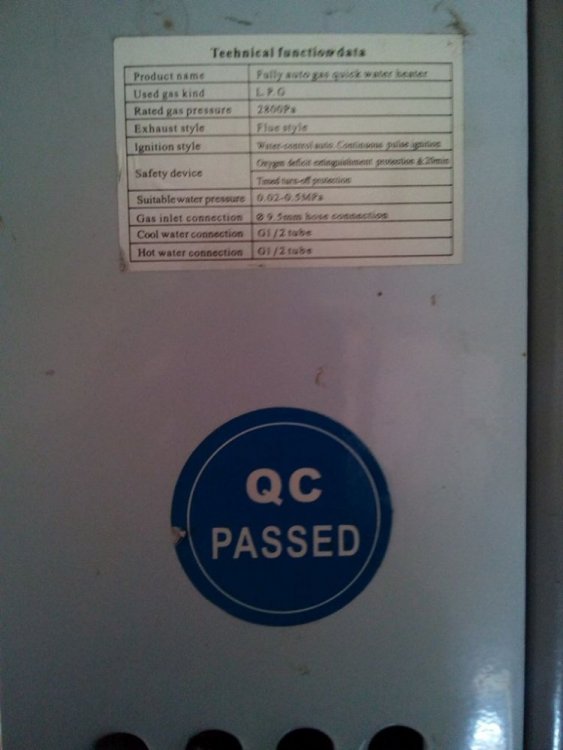 Technical function data
Product name Fully auto gas quick water heater
Used gas kind L.P.G
Rated gas pressure 2800Pa
Exhaust style Flue style
Ignition style Water-control auto. Continuous pulse ignition
Safety device Oxygen deficit extinguishment protection & 20min
Timed turn-off protection
Suitable water pressure 0.02-0.5MPa
Gas inlet connection Ø 9.5mm hose connection
Cool water connection G1/2 tube
Hot water connection G1/2 tube
QC
PASSED